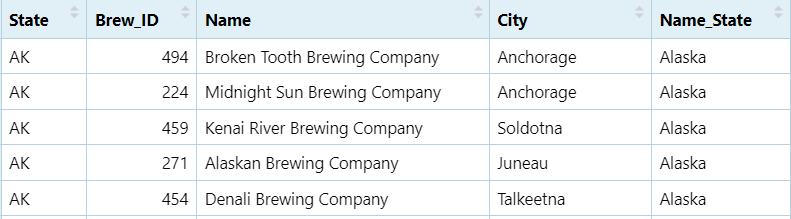 State Brew_ID Name City Name_State
AK 494 Broken Tooth Brewing Company Anchorage Alaska
AK 224 Midnight Sun Brewing Company Anchorage Alaska
AK 459 Kenai River Brewing Company Soldotna Alaska
AK 271 Alaskan Brewing Company Juneau Alaska
AK 454 Denali Brewing Company Talkeetna Alaska